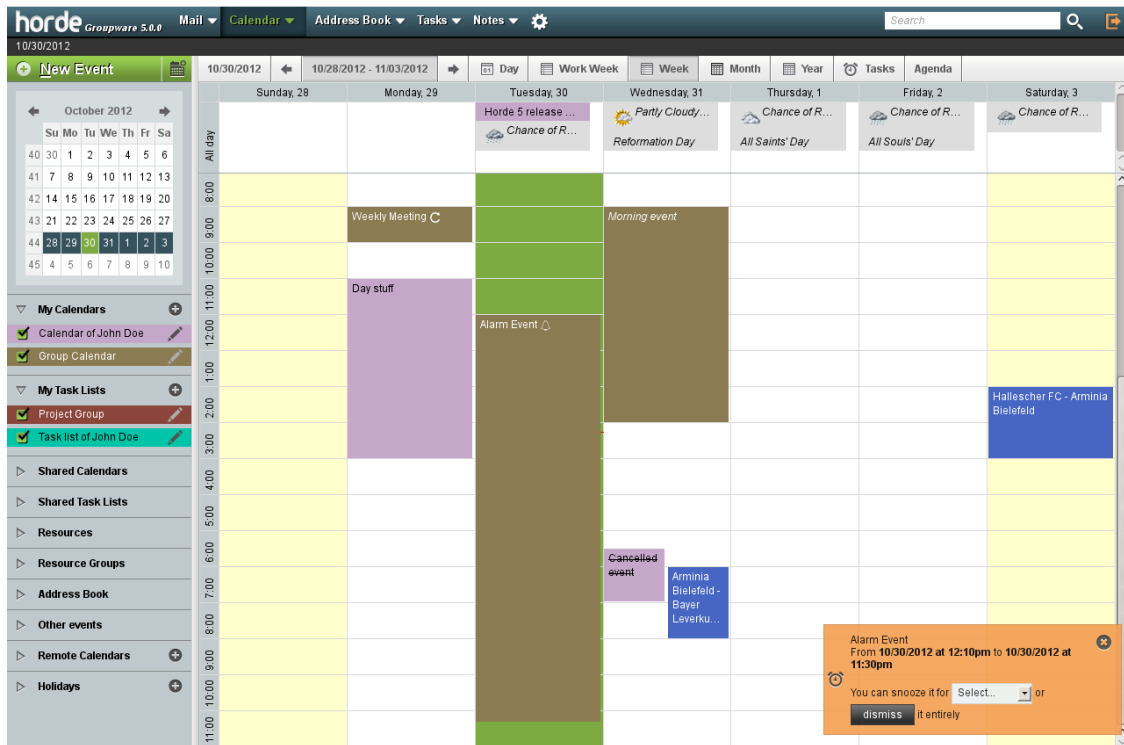 horde Groupware 5.0.0 Mail Calendar Address Book Tasks Notes Search
10/30/2012
New Event 10/30/2012 10/28/2012 - 11/03/2012 Day Work Week Week Month Year Tasks Agenda
October 2012
Su Mo Tu We Th Fr Sa
40 30 1 2 3 4 5 6
41 7 8 9 10 11 12 13
42 14 15 16 17 18 19 20
43 21 22 23 24 25 26 27
44 28 29 30 31 1 2 3
45 4 5 6 7 8 9 10
My Calendars
Calendar of John Doe
Group Calendar
My Task Lists
Project Group
Task list of John Doe
Shared Calendars
Shared Task Lists
Resources
Resource Groups
Address Book
Other events
Remote Calendars
Holidays
Sunday, 28 Monday, 29 Tuesday, 30 Wednesday, 31 Thursday, 1 Friday, 2 Saturday, 3
All day
Horde 5 release ...
Chance of R...
Partly Cloudy...
Reformation Day
Chance of R...
All Saints' Day
Chance of R...
All Souls' Day
Chance of R...
8:00
9:00
10:00
11:00
12:00
1:00
2:00
3:00
4:00
5:00
6:00
7:00
8:00
9:00
10:00
11:00
Weekly Meeting
Day stuff
Alarm Event
Morning event
Cancelled
event
Arminia
Bielefeld -
Bayer
Leverku...
Hallescher FC - Arminia
Bielefeld
Alarm Event
From 10/30/2012 at 12:10pm to 10/30/2012 at
11:30pm
You can snooze it for Select... or
dismiss it entirely